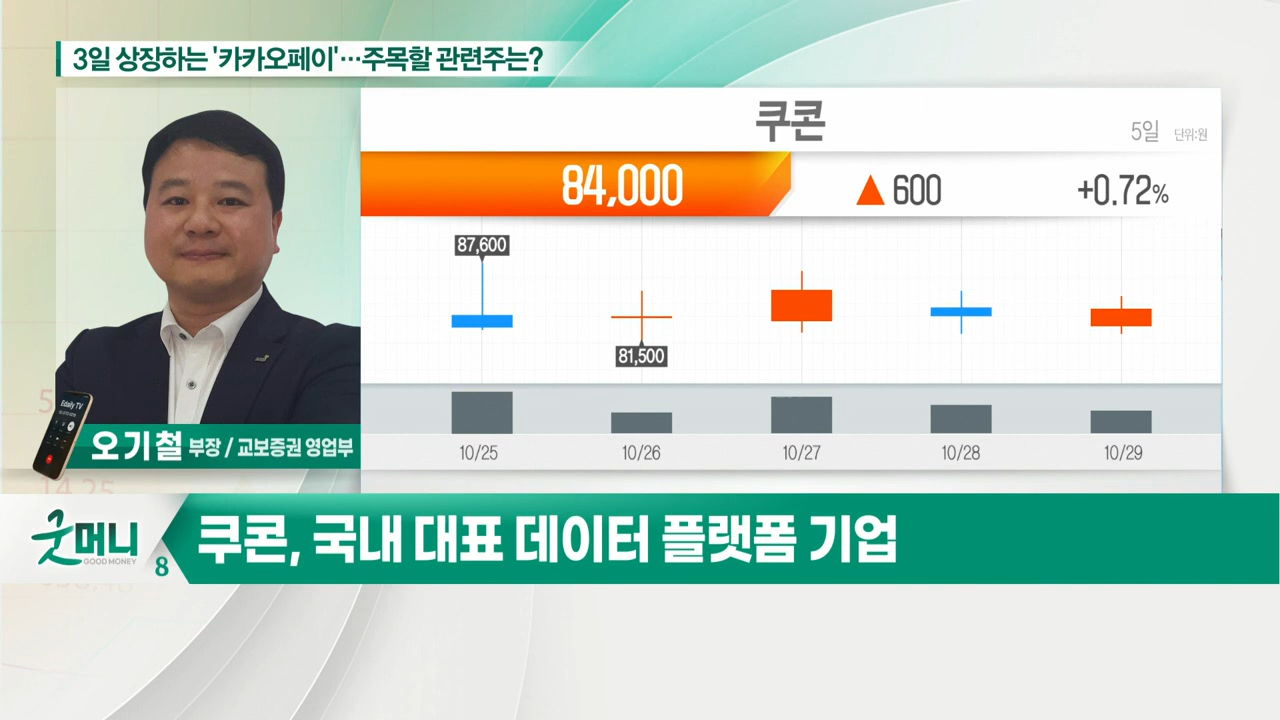 3일 상장하는 '카카오페이'…주목할 관련주는?
쿠콘
5일 단위:원
84,000 ▲600 +0.72%
87,600
81,500
10/25 10/26 10/27 10/28 10/29
Edaily TV
오기철 부장 / 교보증권 영업부
굿머니
GOOD MONEY
8
쿠콘, 국내 대표 데이터 플랫폼 기업